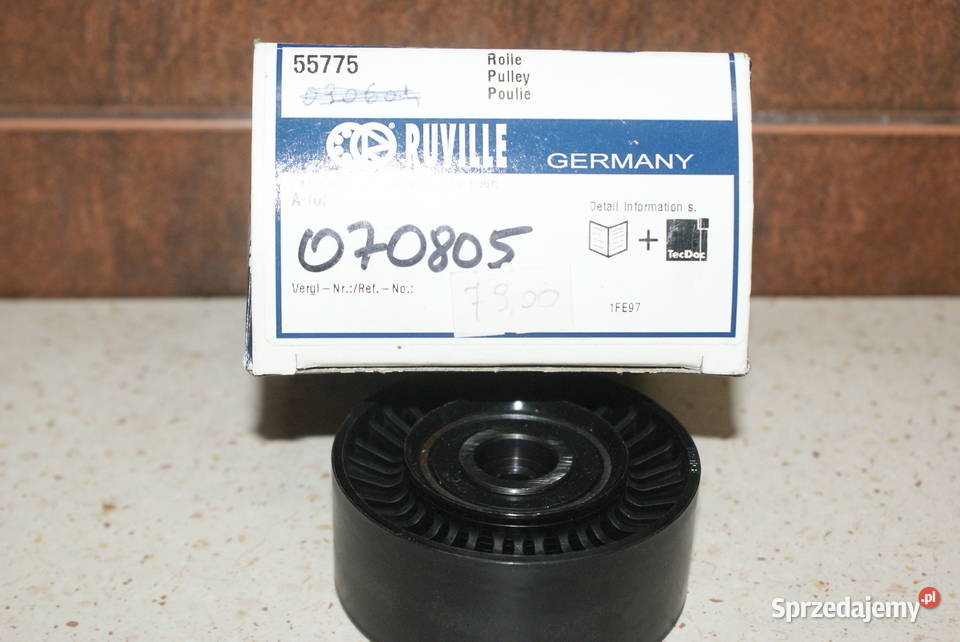 55775
Rolle
Pulley
Poulie
090604
RUVILLE GERMANY
Detail Information s.
070805
+ TecDoc
Vergl-Nr.:/Ref.-No.:
79,00
1FE97
Sprzedajemy.pl